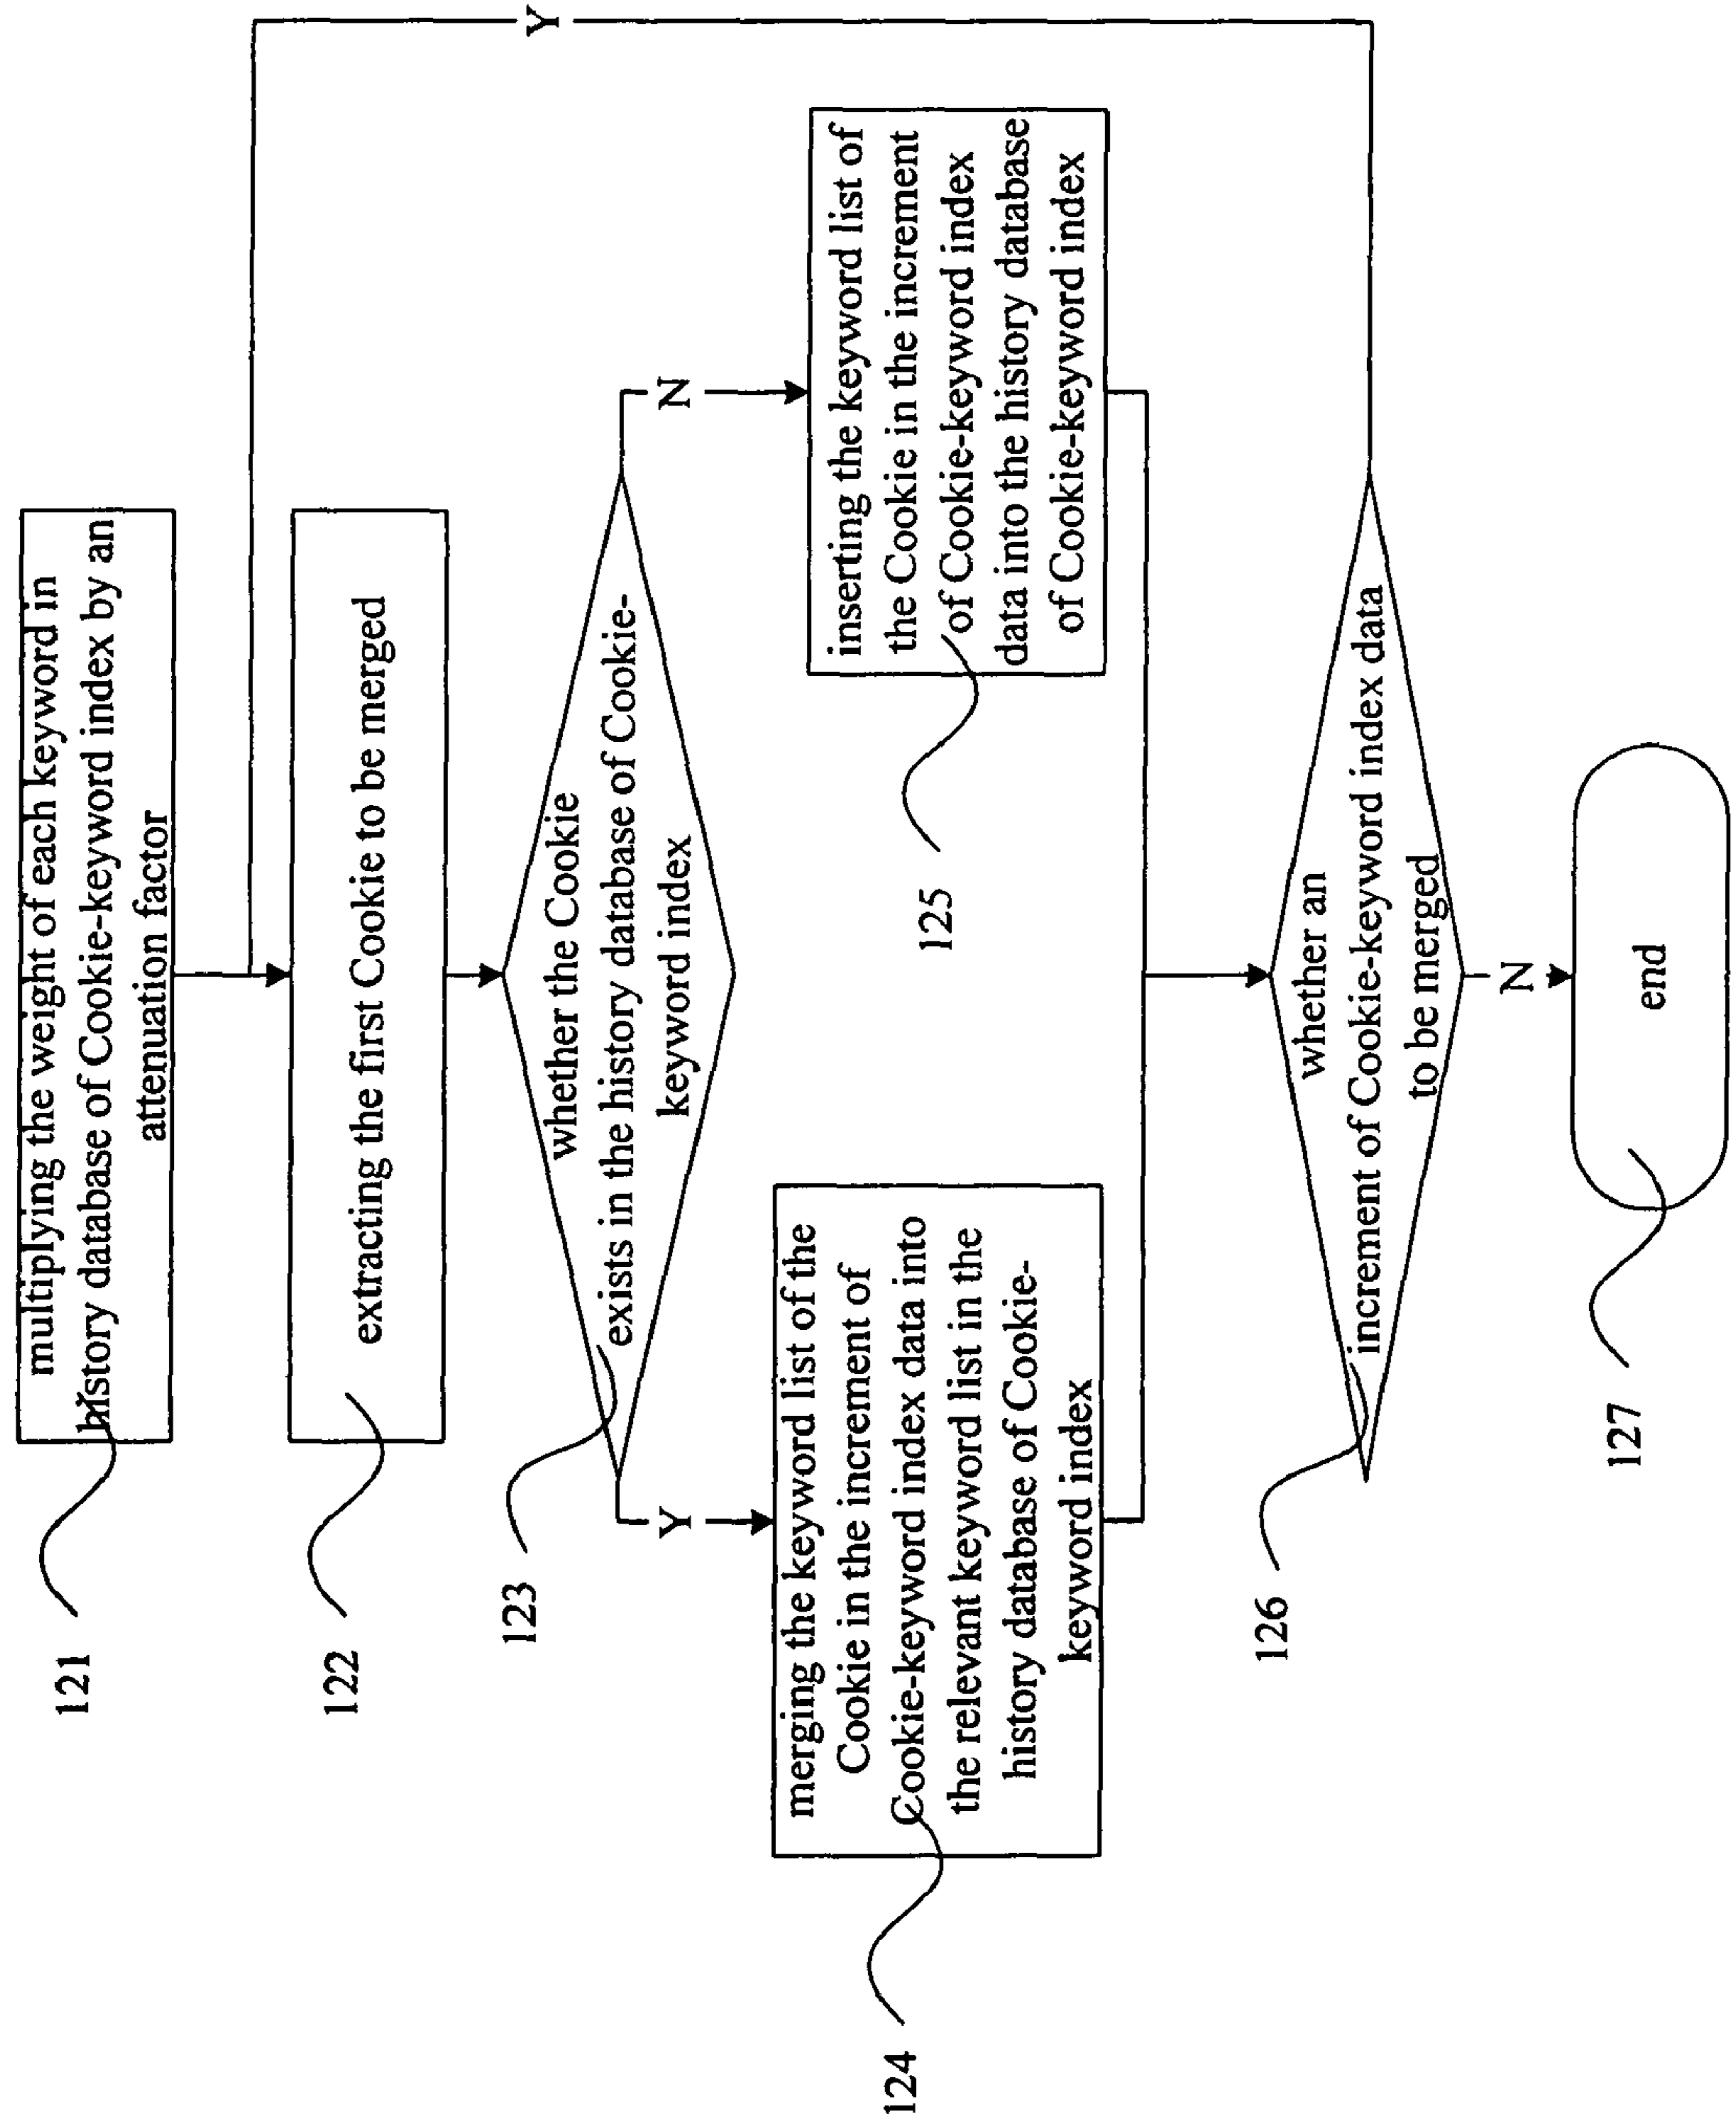 121
multiplying the weight of each keyword in
history database of Cookie-keyword index by an
attenuation factor
122
extracting the first Cookie to be merged
123
whether the Cookie
exists in the history database of Cookie-
keyword index
Y
N
124
merging the keyword list of the
Cookie in the increment of
Cookie-keyword index data into
the relevant keyword list in the
history database of Cookie-
keyword index
125
inserting the keyword list of
the Cookie in the increment
of Cookie-keyword index
data into the history database
of Cookie-keyword index
126
whether an
increment of Cookie-keyword index data
to be merged
Y
N
127
end